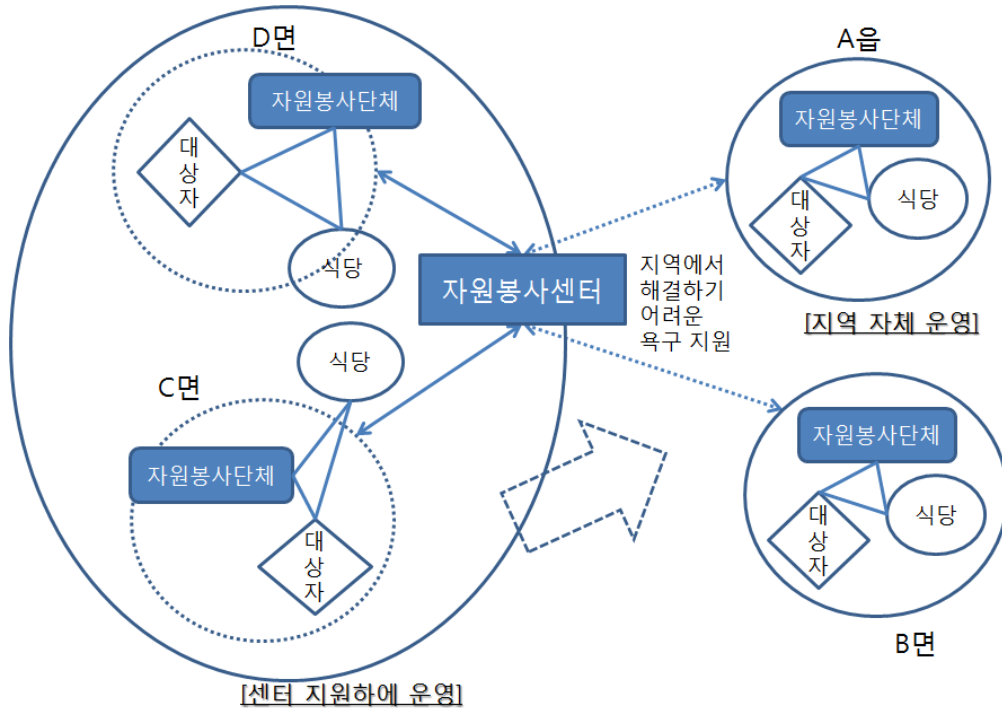 D면
자원봉사단체
대
상
자
식당
자원봉사센터
식당
C면
자원봉사단체
대
상
자
[센터 지원하에 운영]
지역에서
해결하기
어려운
욕구 지원
A읍
자원봉사단체
대
상
자
식당
[지역 자체 운영]
자원봉사단체
대
상
자
식당
B면